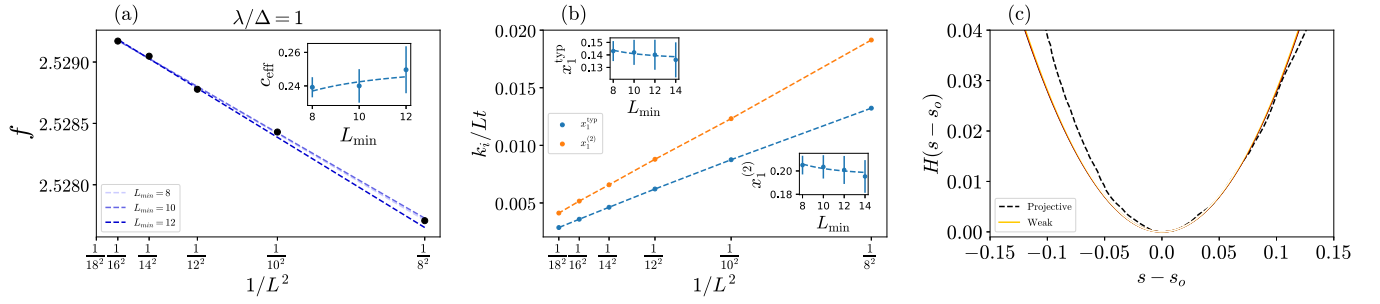 (a)
λ/Δ = 1
f
2.5290
2.5285
2.5280
L_min = 8
L_min = 10
L_min = 12
c_eff
0.26
0.24
8 10 12
L_min
1/18² 1/16² 1/14² 1/12² 1/10² 1/8²
1/L²
(b)
k_i/Lt
0.020
0.015
0.010
0.005
x_1^typ
0.15
0.14
0.13
8 10 12 14
L_min
x_1^typ
x_1^(2)
x_1^(2)
0.20
8 10 12 14
L_min
1/18² 1/16² 1/14² 1/12² 1/10² 1/8²
1/L²
(c)
H(s − s_o)
0.04
0.03
0.02
0.01
0.00
Projective
Weak
−0.15 −0.1 −0.05 0.0 0.05 0.1 0.15
s − s_o